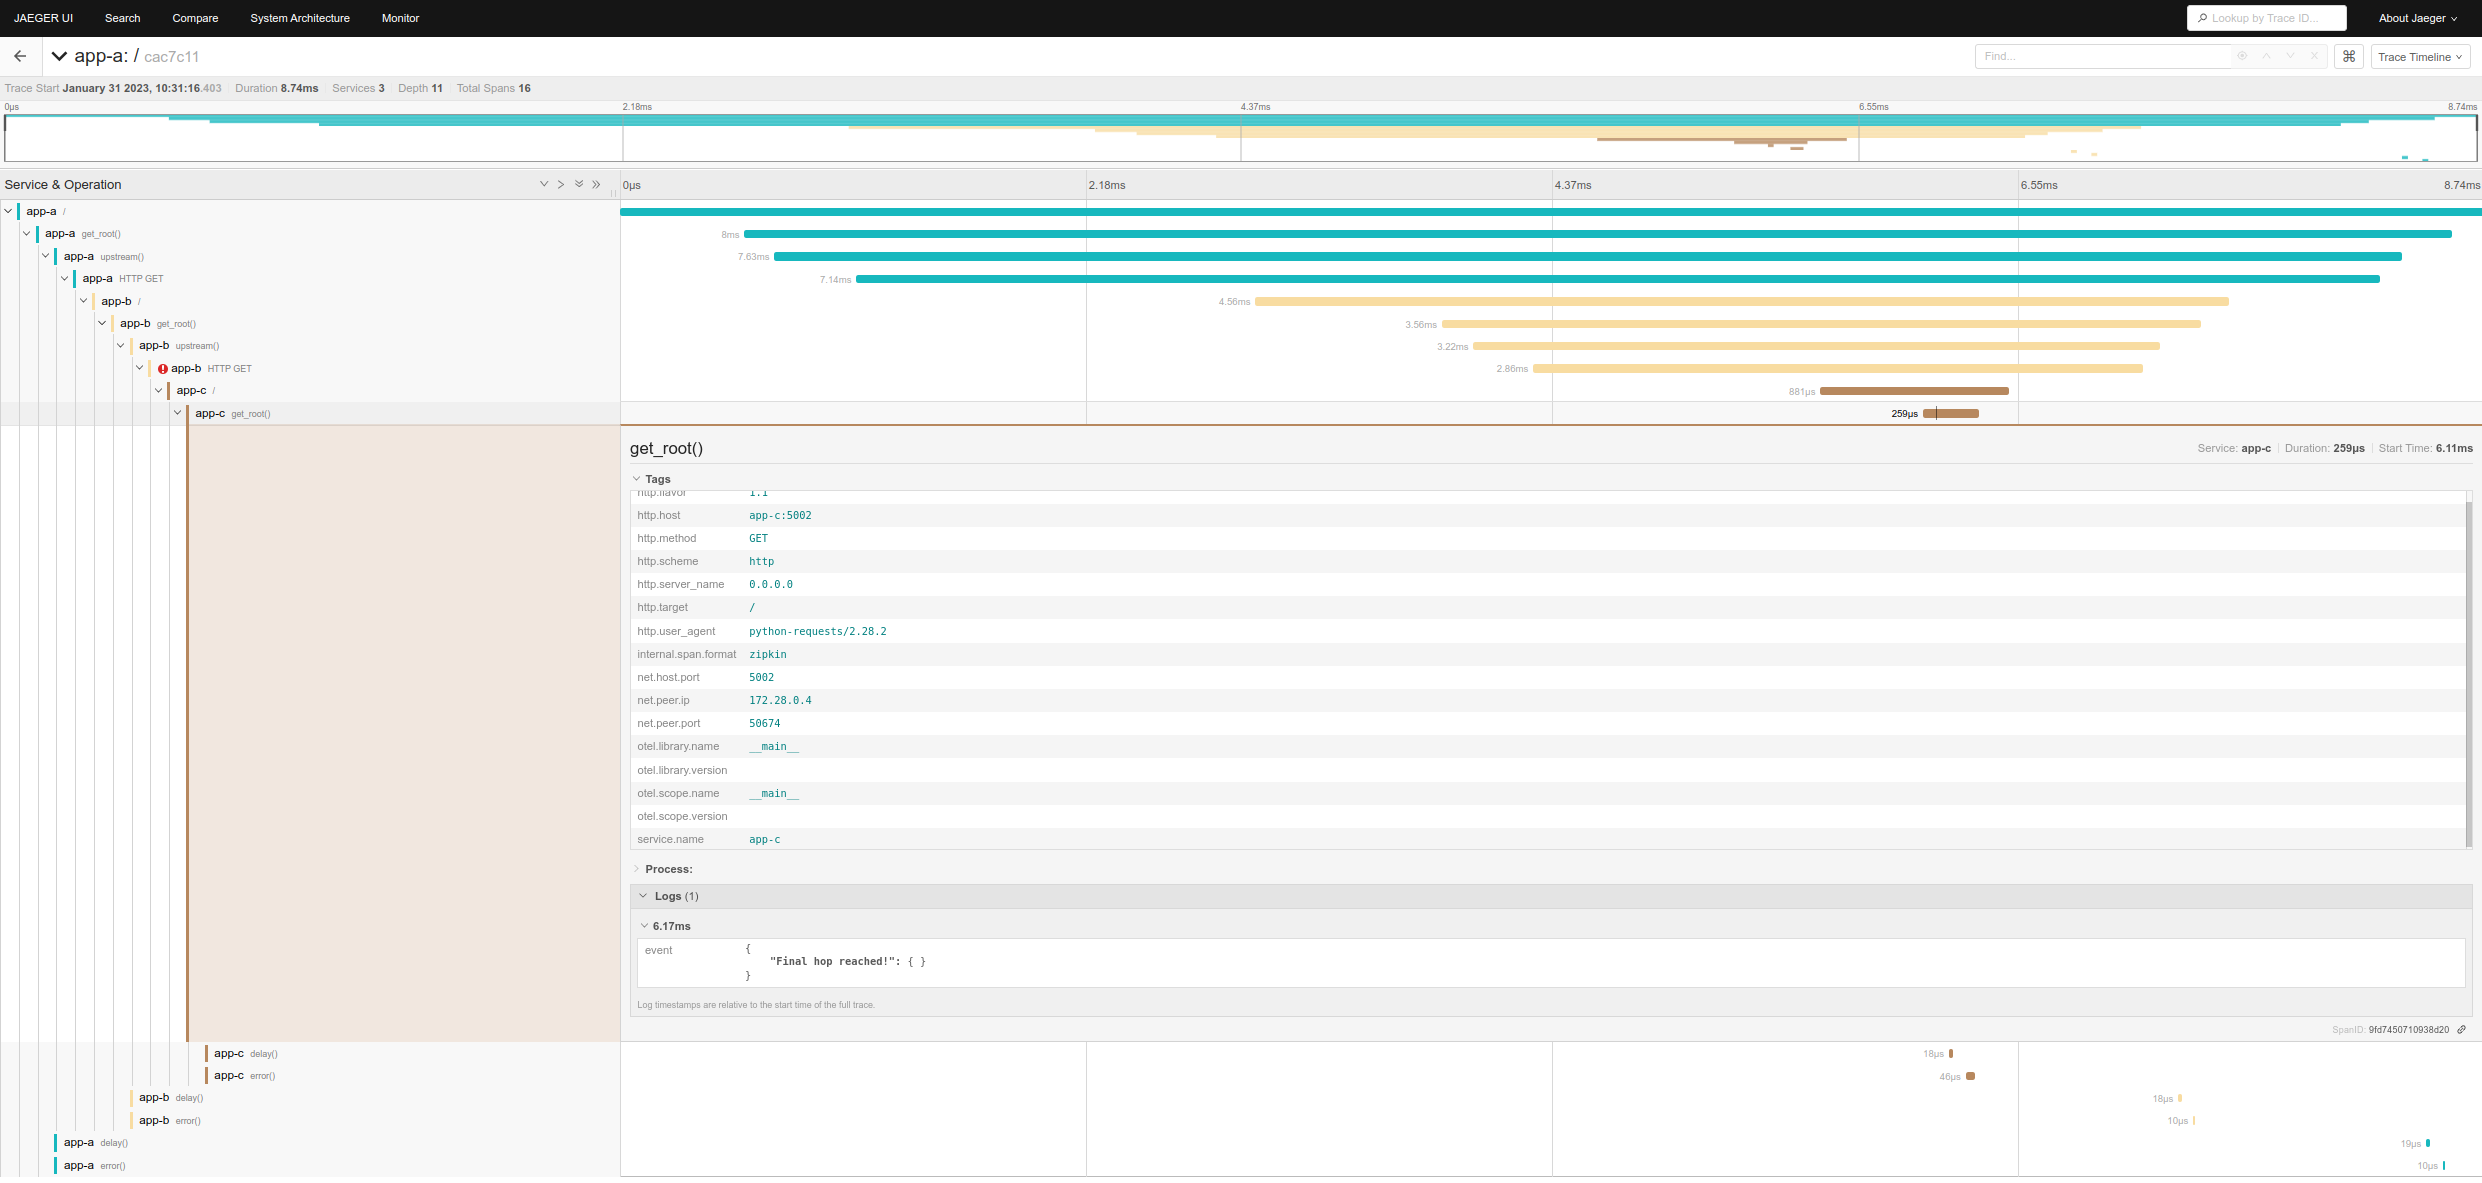 JAEGER UI Search Compare System Architecture Monitor Lookup by Trace ID... About Jaeger
app-a: / cac7c11 Find... ⌘ Trace Timeline
Trace Start January 31 2023, 10:31:16.403 Duration 8.74ms Services 3 Depth 11 Total Spans 16
0μs 2.18ms 4.37ms 6.55ms 8.74ms
Service & Operation 0μs 2.18ms 4.37ms 6.55ms 8.74ms
app-a /
app-a get_root() 8ms
app-a upstream() 7.63ms
app-a HTTP GET 7.14ms
app-b / 4.56ms
app-b get_root() 3.56ms
app-b upstream() 3.22ms
app-b HTTP GET 2.86ms
app-c / 881μs
app-c get_root() 259μs
get_root() Service: app-c Duration: 259μs Start Time: 6.11ms
Tags
http.flavor 1.1
http.host app-c:5002
http.method GET
http.scheme http
http.server_name 0.0.0.0
http.target /
http.user_agent python-requests/2.28.2
internal.span.format zipkin
net.host.port 5002
net.peer.ip 172.28.0.4
net.peer.port 50674
otel.library.name __main__
otel.library.version
otel.scope.name __main__
otel.scope.version
service.name app-c
Process:
Logs (1)
6.17ms
event {
"Final hop reached!": { }
}
Log timestamps are relative to the start time of the full trace.
SpanID: 9fd7450710938d20
app-c delay() 18μs
app-c error() 46μs
app-b delay() 18μs
app-b error() 10μs
app-a delay() 19μs
app-a error() 10μs